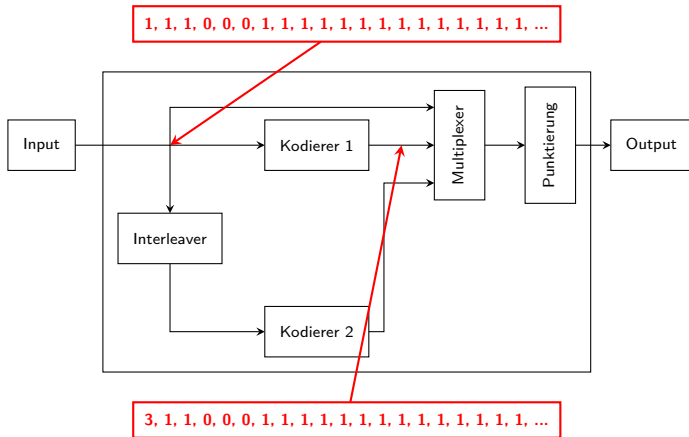 1, 1, 1, 0, 0, 0, 1, 1, 1, 1, 1, 1, 1, 1, 1, 1, 1, 1, 1, 1, ...
Input
Kodierer 1
Multiplexer
Punktierung
Output
Interleaver
Kodierer 2
3, 1, 1, 0, 0, 0, 1, 1, 1, 1, 1, 1, 1, 1, 1, 1, 1, 1, 1, 1, ...